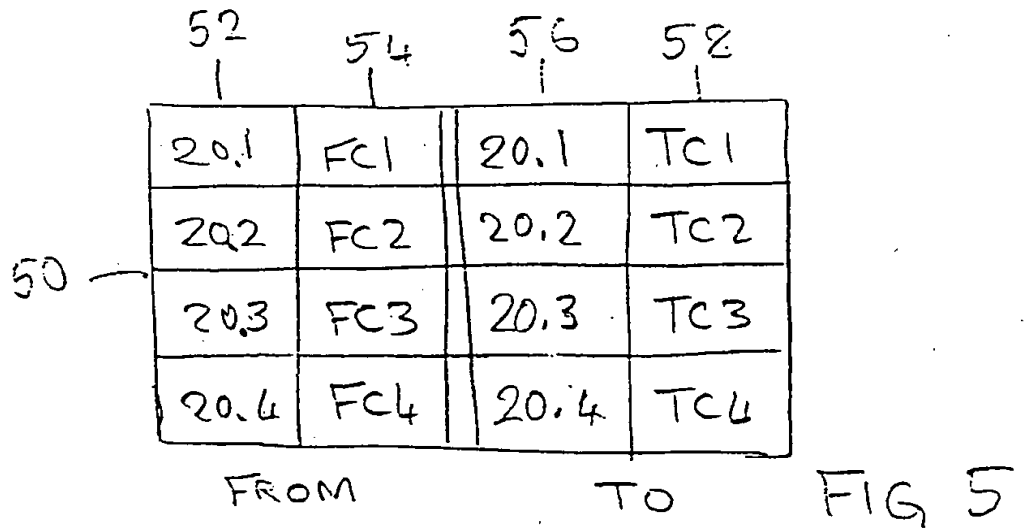 52 54 56 58
20.1 FC1 20.1 TC1
20.2 FC2 20.2 TC2
50
20.3 FC3 20.3 TC3
20.4 FC4 20.4 TC4
FROM TO FIG 5